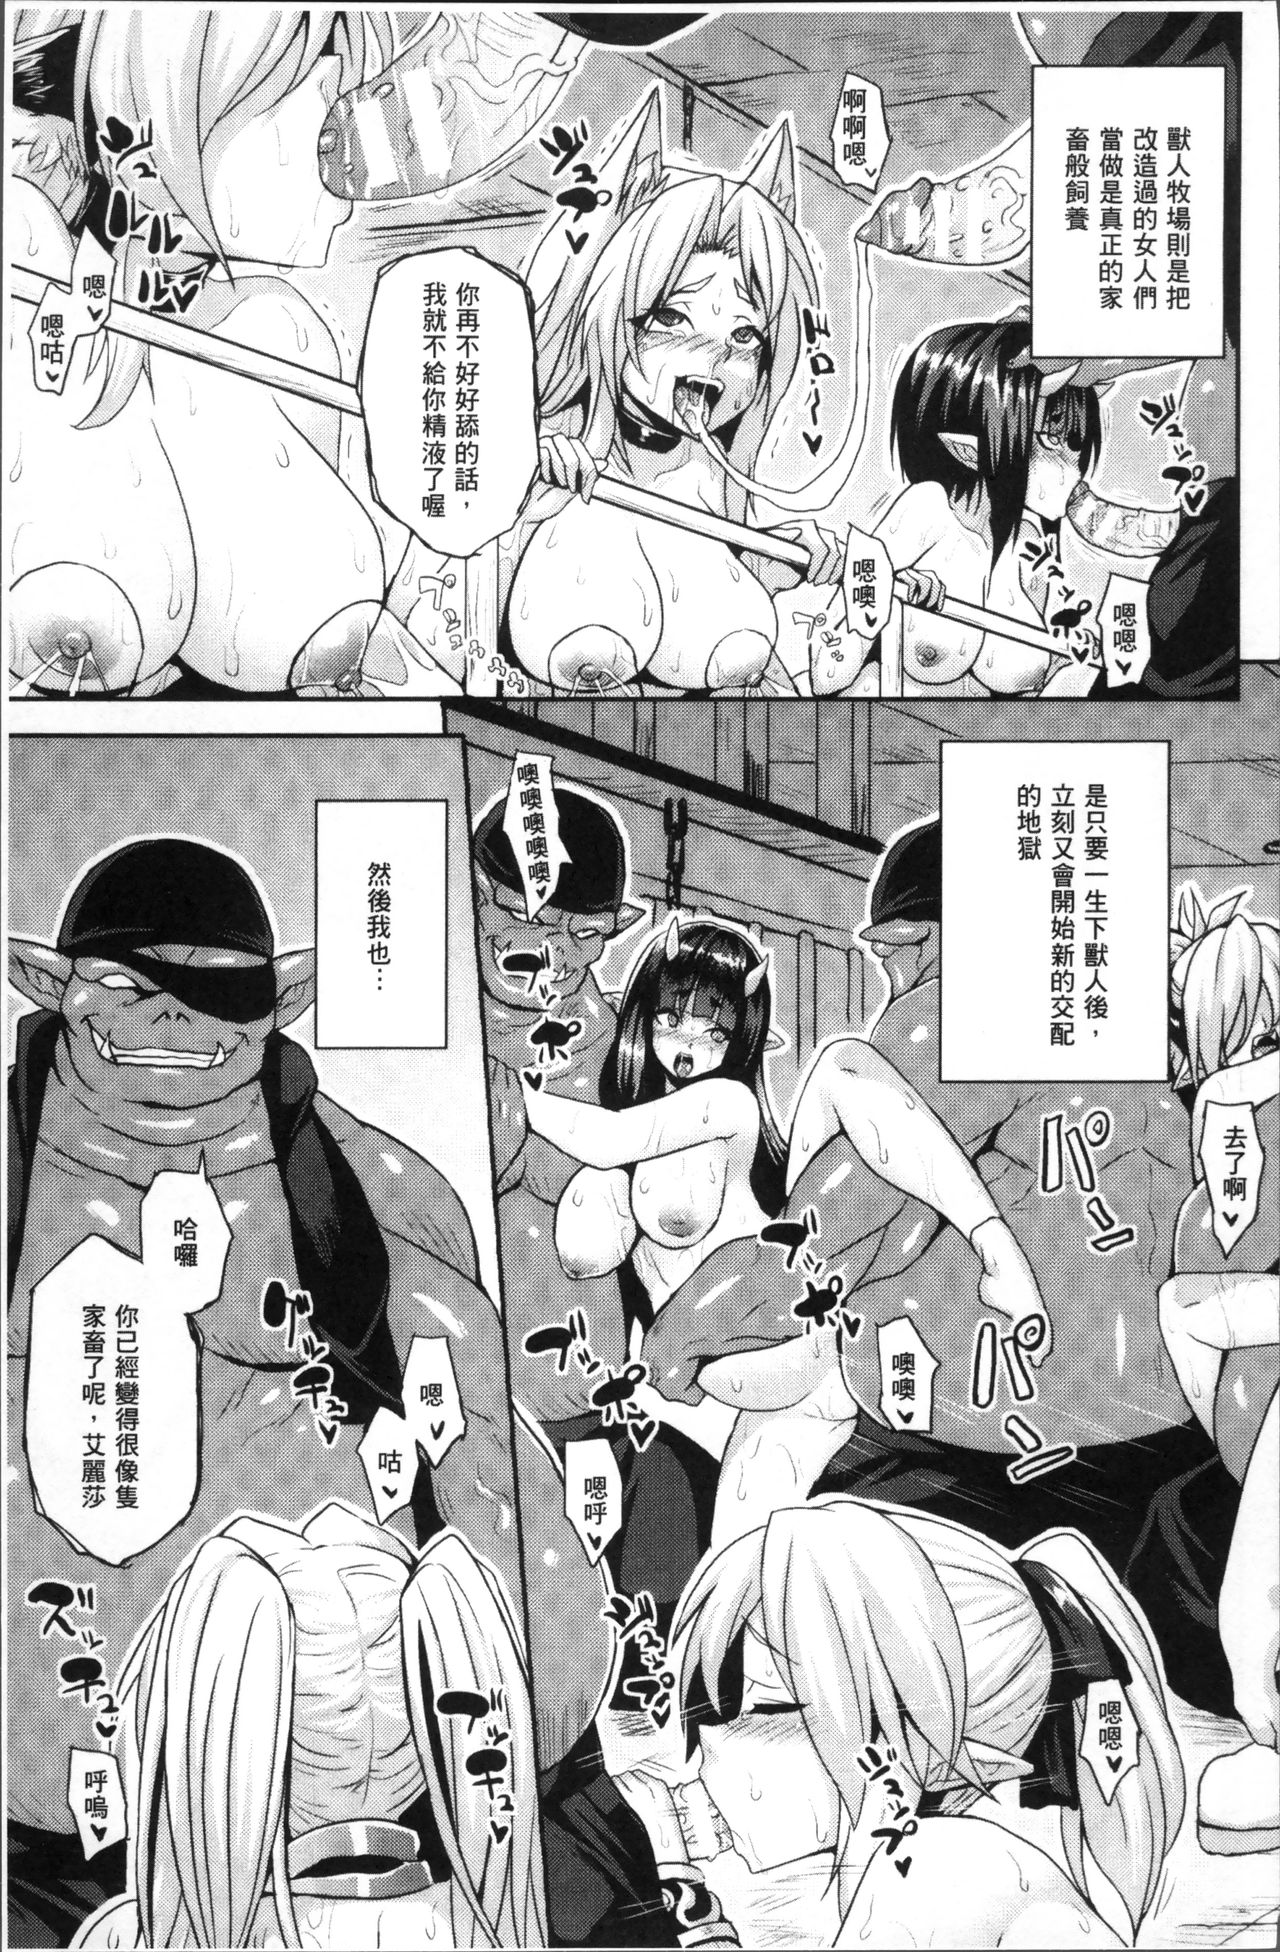 獸人牧場則是把
改造過的女人們
當做是真正的家
畜般飼養
啊啊嗯
你再不好好舔的話，
我就不給你精液了喔
嗯
嗯咕
嗯噢
嗯嗯
是只要一生下獸人後，
立刻又會開始新的交配
的地獄
噢噢噢噢噢
去了啊
噢噢
嗯呼
嗯嗯
然後我也…
哈囉
你已經變得很像隻
家畜了呢，艾麗莎
嗯
咕
呼嗚